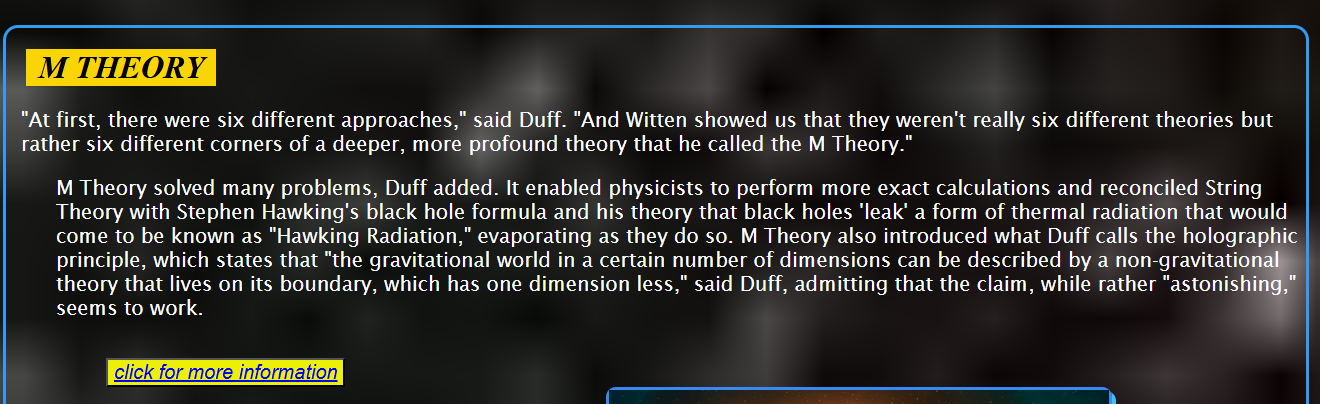 M THEORY
"At first, there were six different approaches," said Duff. "And Witten showed us that they weren't really six different theories but
rather six different corners of a deeper, more profound theory that he called the M Theory."
M Theory solved many problems, Duff added. It enabled physicists to perform more exact calculations and reconciled String
Theory with Stephen Hawking's black hole formula and his theory that black holes 'leak' a form of thermal radiation that would
come to be known as "Hawking Radiation," evaporating as they do so. M Theory also introduced what Duff calls the holographic
principle, which states that "the gravitational world in a certain number of dimensions can be described by a non-gravitational
theory that lives on its boundary, which has one dimension less," said Duff, admitting that the claim, while rather "astonishing,"
seems to work.
click for more information